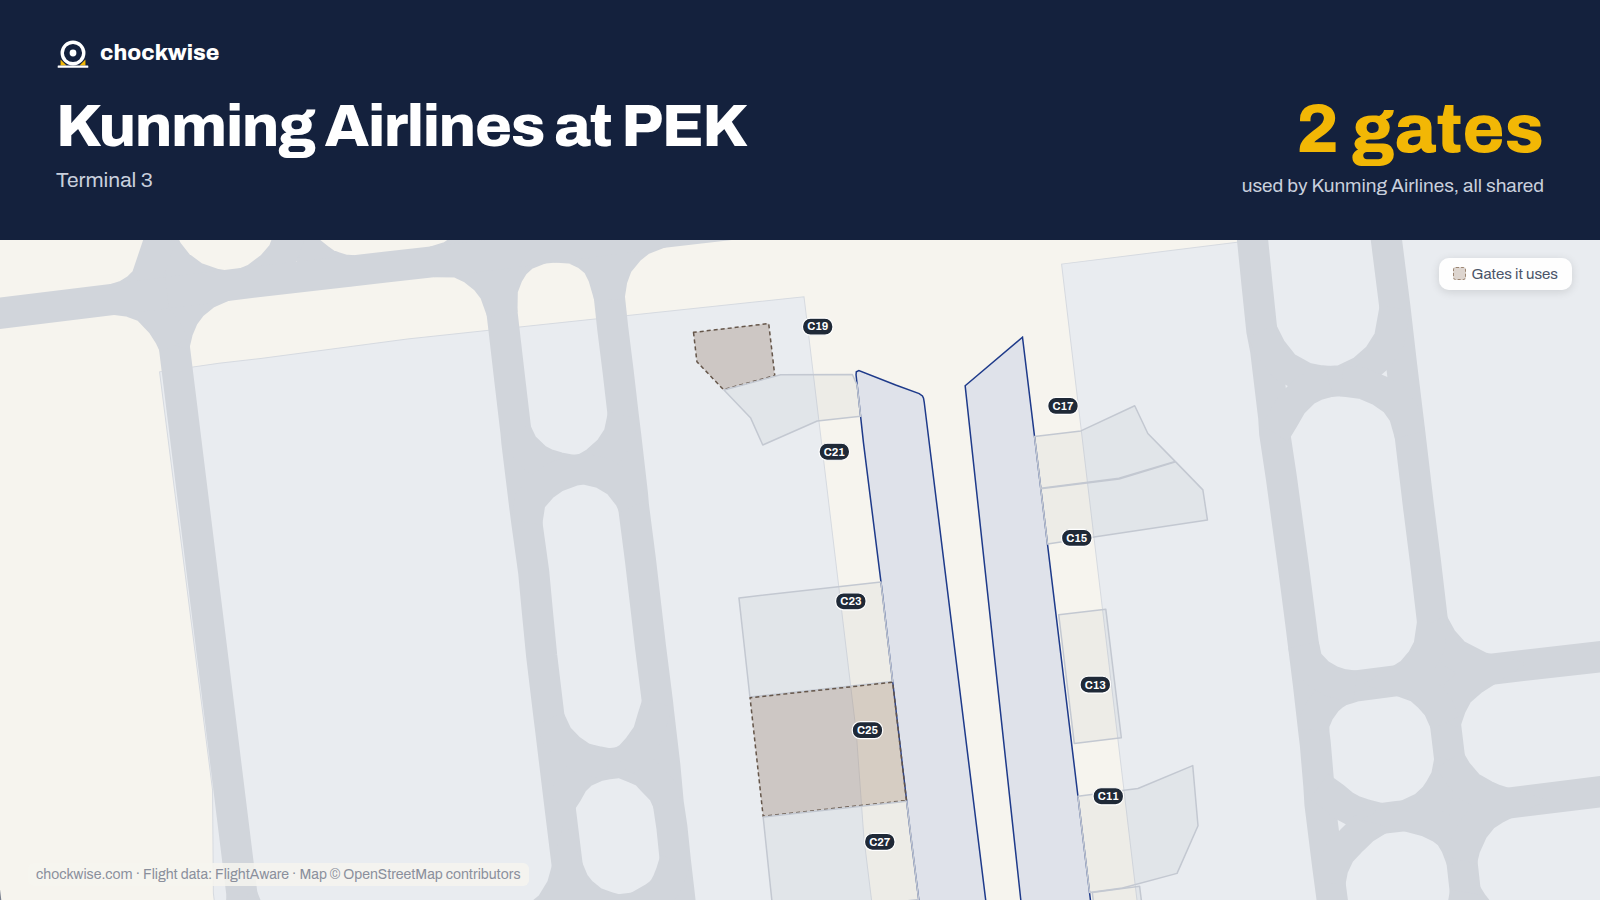 chockwise
Kunming Airlines at PEK
Terminal 3
2 gates
used by Kunming Airlines, all shared
Gates it uses
C19
C17
C21
C15
C23
C13
C25
C11
C27
chockwise.com · Flight data: FlightAware · Map © OpenStreetMap contributors